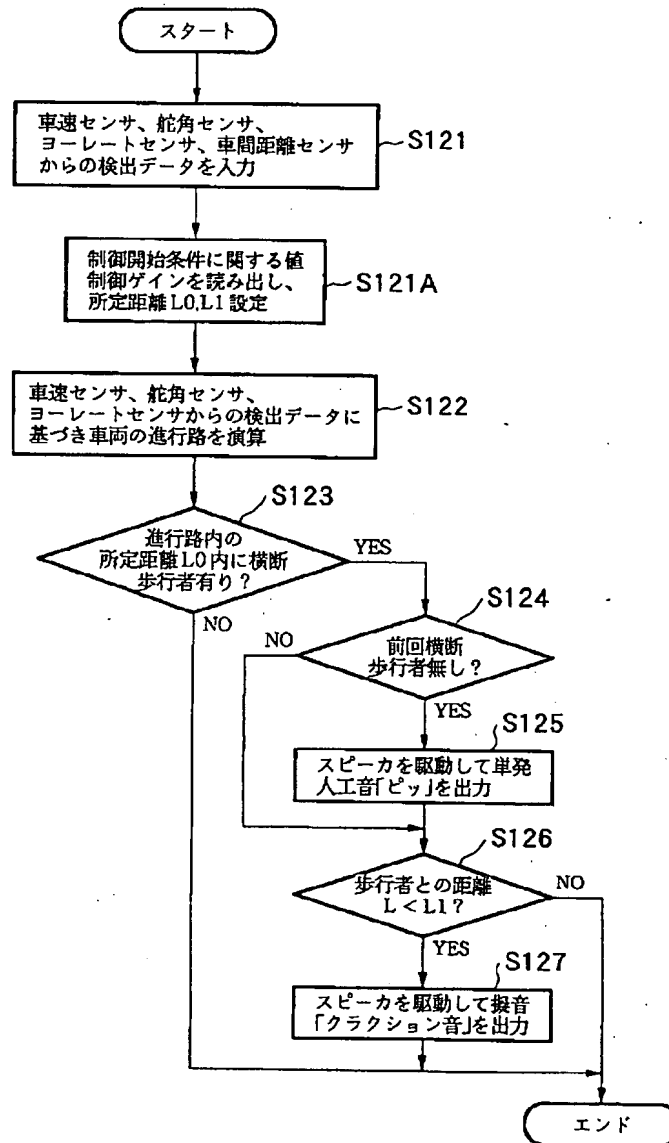 スタート
車速センサ、舵角センサ、
ヨーレートセンサ、車間距離センサ
からの検出データを入力
S121
制御開始条件に関する値
制御ゲインを読み出し、
所定距離L0,L1設定
S121A
車速センサ、舵角センサ、
ヨーレートセンサからの検出データに
基づき車両の進行路を演算
S122
S123
進行路内の
所定距離L0内に横断
歩行者有り?
YES
NO
S124
前回横断
歩行者無し?
NO
YES
S125
スピーカを駆動して単発
人工音「ピッ」を出力
S126
歩行者との距離
L<L1?
NO
YES
S127
スピーカを駆動して擬音
「クラクション音」を出力
エンド